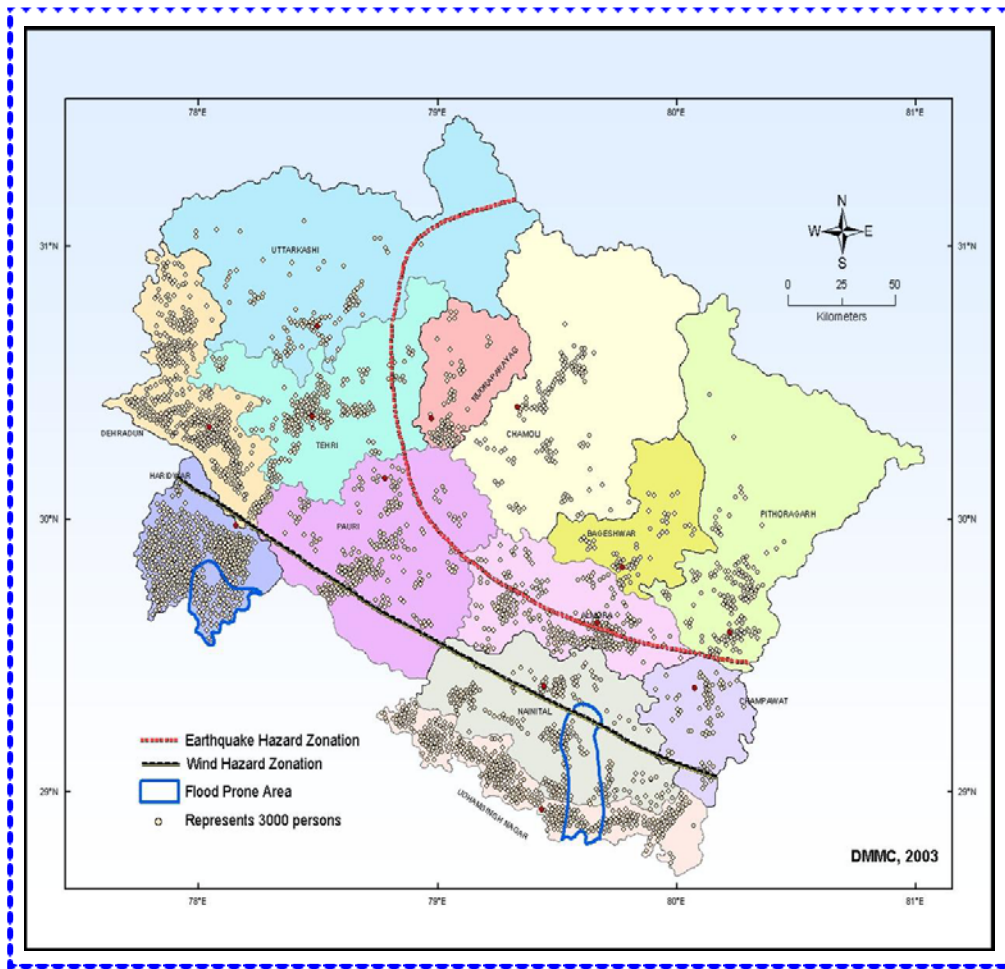 78°E 79°E 80°E 81°E
N
W E
S
31°N 31°N
0 25 50
Kilometers
UTTARKASHI
RUDRAPARAYAG
DEHRADUN
TEHRI
CHAMOLI
HARIDWAR
PITHORAGARH
30°N 30°N
PAURI
BAGESHWAR
ALMORA
CHAMPAWAT
NAINITAL
Earthquake Hazard Zonation
Wind Hazard Zonation
29°N 29°N
Flood Prone Area
UDHAMSINGH NAGAR
Represents 3000 persons
DMMC, 2003
78°E 79°E 80°E 81°E